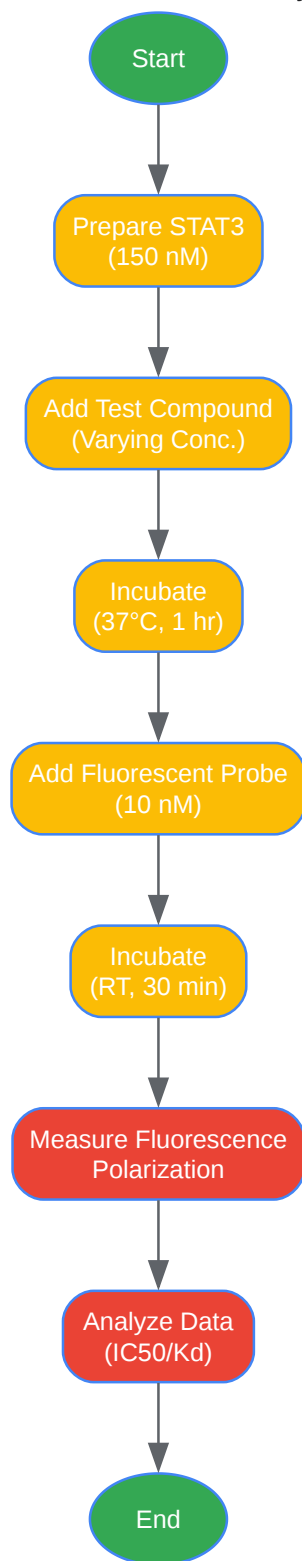 Start
Prepare STAT3
(150 nM)
Add Test Compound
(Varying Conc.)
Incubate
(37°C, 1 hr)
Add Fluorescent Probe
(10 nM)
Incubate
(RT, 30 min)
Measure Fluorescence
Polarization
Analyze Data
(IC50/Kd)
End